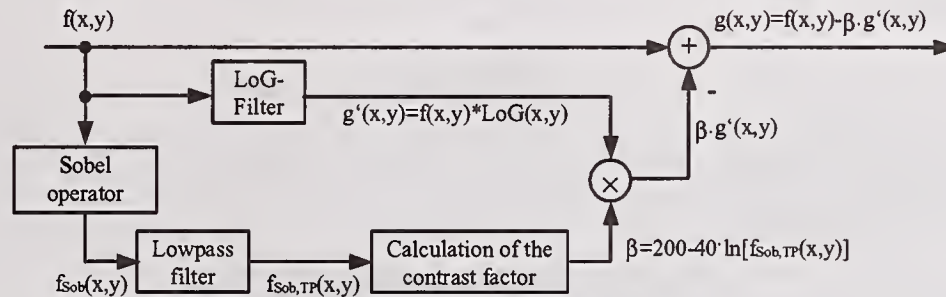 f(x,y)
g(x,y)=f(x,y)-β·g‘(x,y)
+
-
LoG-
Filter
g‘(x,y)=f(x,y)*LoG(x,y)
β·g‘(x,y)
Sobel
operator
×
Lowpass
filter
Calculation of the
contrast factor
β=200-40·ln[fSob,TP(x,y)]
fSob(x,y)
fSob,TP(x,y)